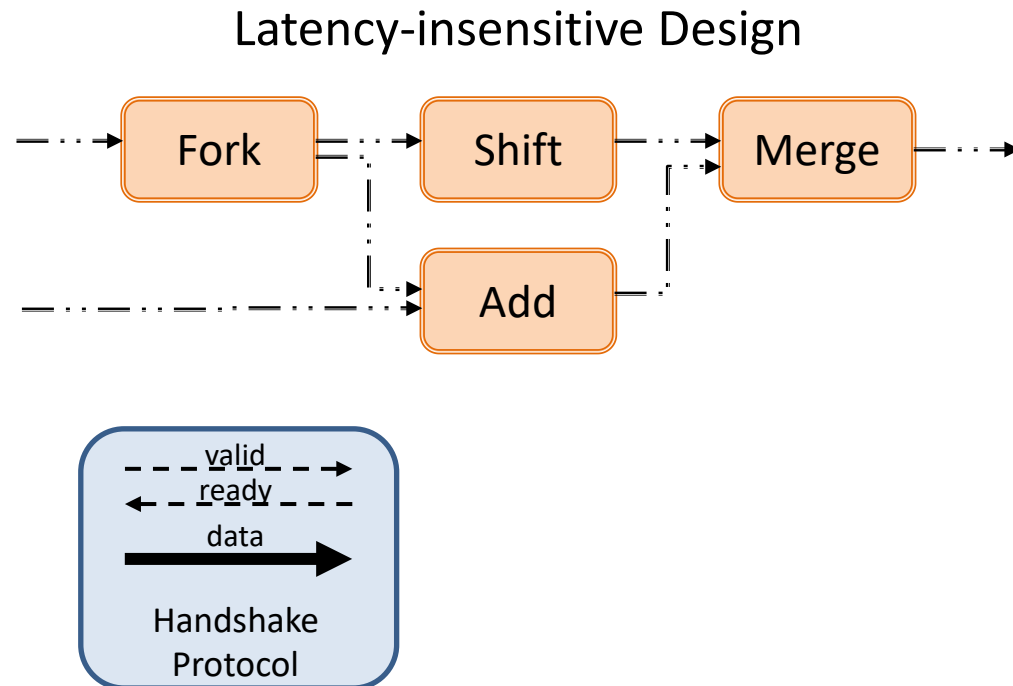 Latency-insensitive Design
Fork
Shift
Merge
Add
valid
ready
data
Handshake
Protocol